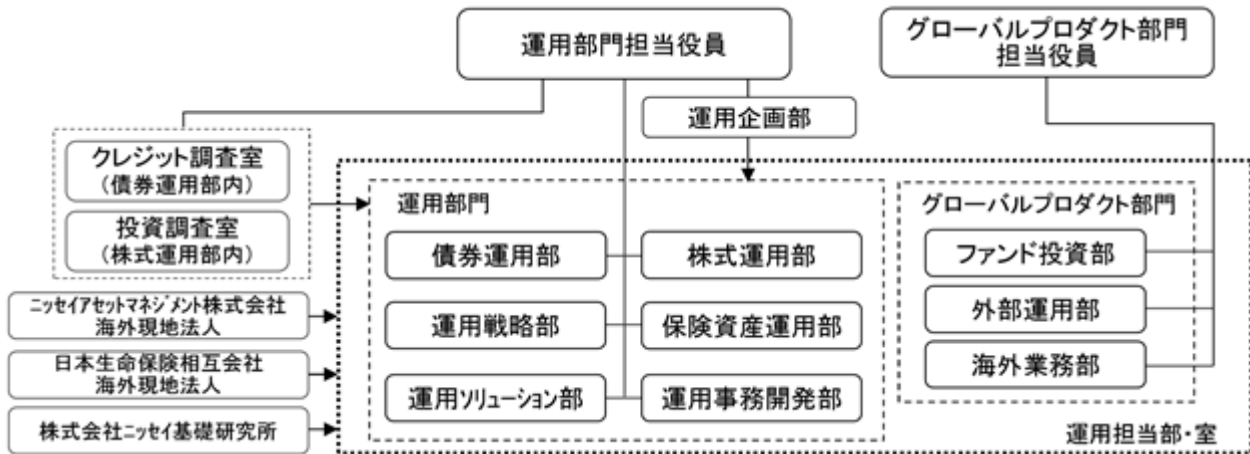 運用部門担当役員
グローバルプロダクト部門
担当役員
運用企画部
クレジット調査室
（債券運用部内）
投資調査室
（株式運用部内）
運用部門
債券運用部
株式運用部
運用戦略部
保険資産運用部
運用ｿﾘｭｰｼｮﾝ部
運用事務開発部
グローバルプロダクト部門
ファンド投資部
外部運用部
海外業務部
ﾆｯｾｲｱｾｯﾄﾏﾈｼﾞﾒﾝﾄ株式会社
海外現地法人
日本生命保険相互会社
海外現地法人
株式会社ﾆｯｾｲ基礎研究所
運用担当部・室